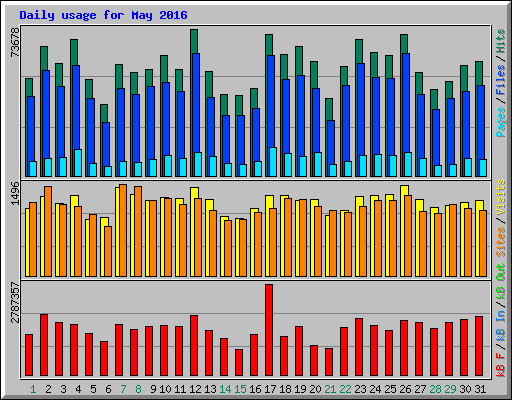 Daily usage for May 2016
73678
Pages / Files / Hits
1496
Sites / Visits
2787357
kB F / kB In / kB Out
1 2 3 4 5 6 7 8 9 10 11 12 13 14 15 16 17 18 19 20 21 22 23 24 25 26 27 28 29 30 31